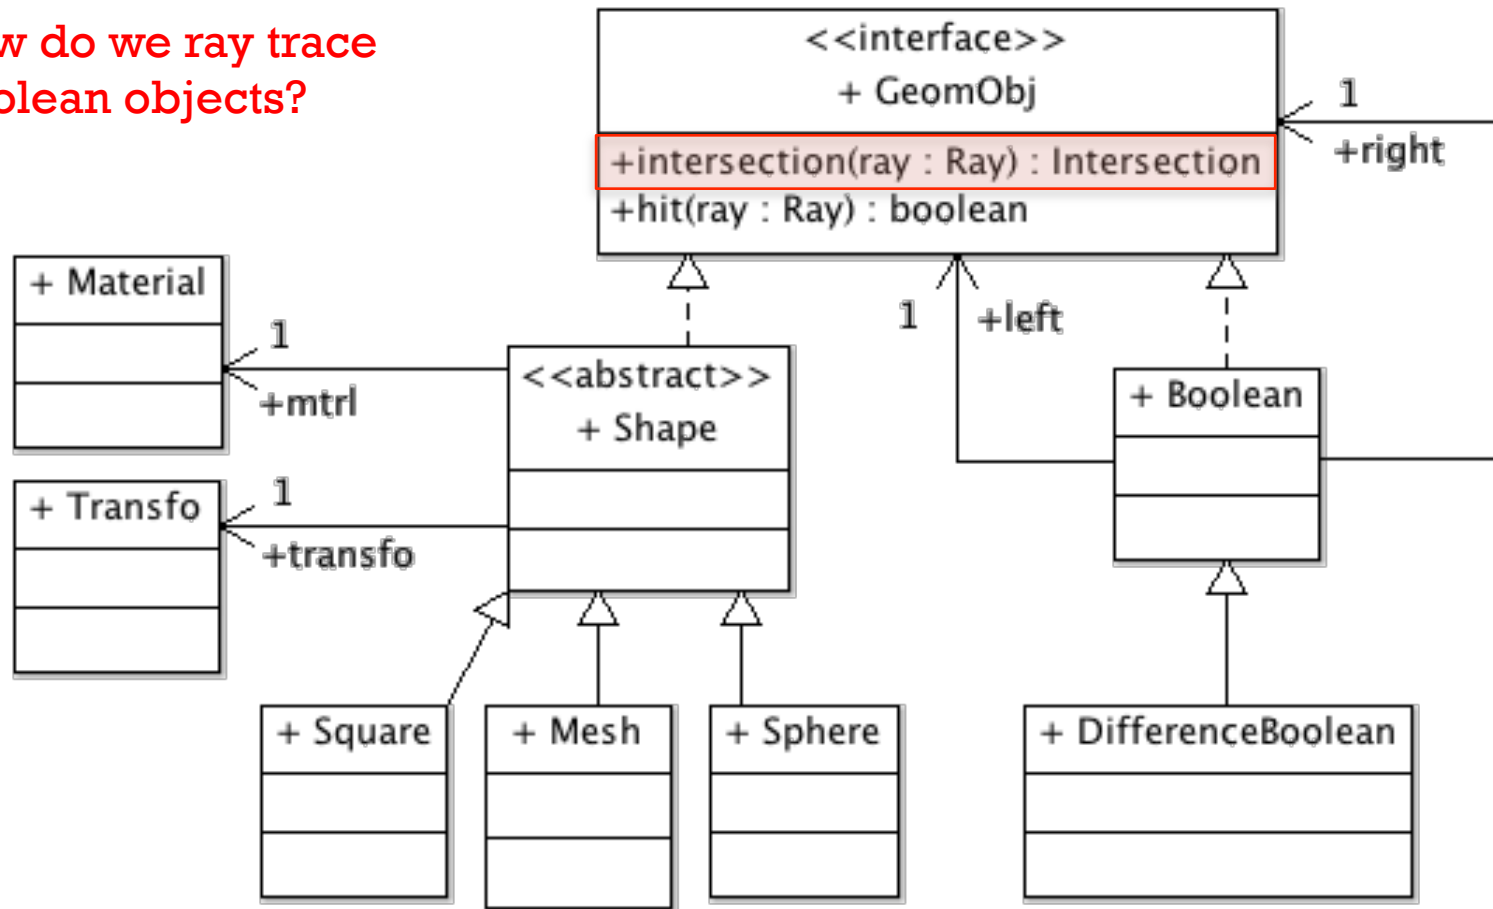 do we ray trace
objects?
<<interface>>
+ GeomObj
+intersection(ray : Ray) : Intersection
+hit(ray : Ray) : boolean
1
+right
+ Material
1
+mtrl
<<abstract>>
+ Shape
1
+left
+ Boolean
+ Transfo
1
+transfo
+ Square
+ Mesh
+ Sphere
+ DifferenceBoolean